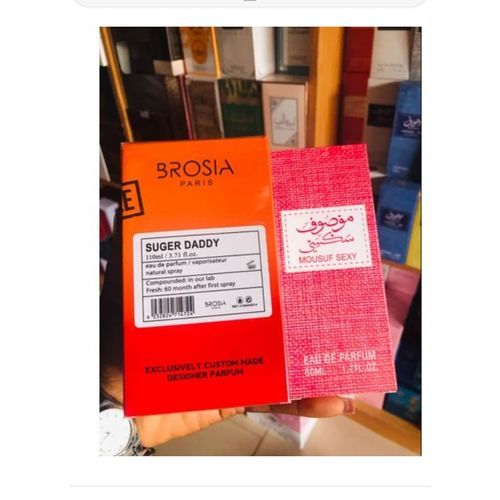 BROSIA
PARIS
SUGER DADDY
110ml / 3.71 fl.oz.
eau de parfum / vaporisateur
natural spray
Compounded: in our lab
Fresh: 60 month after first spray
BROSIA
EXCLUSIVELY CUSTOM-MADE
DESIGNER PARFUM
موصوف
سكسي
MOUSUF SEXY
EAU DE PARFUM